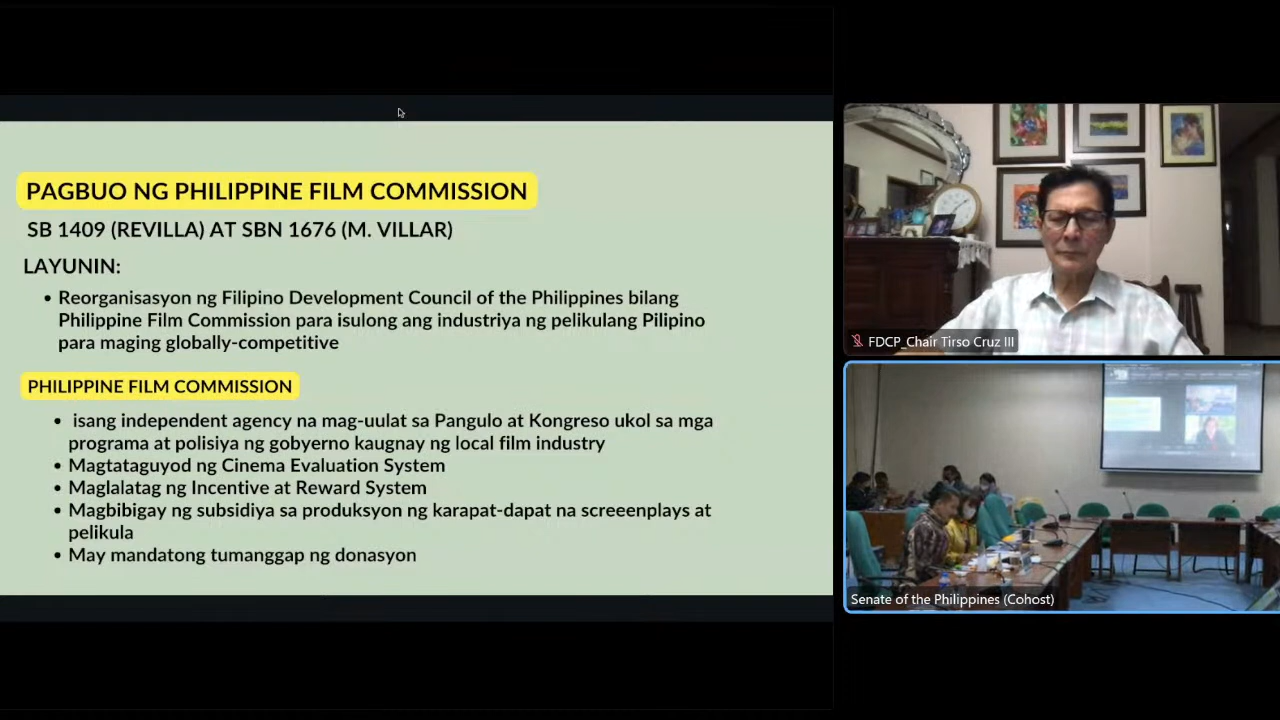 PAGBUO NG PHILIPPINE FILM COMMISSION
SB 1409 (REVILLA) AT SBN 1676 (M. VILLAR)
LAYUNIN:
• Reorganisasyon ng Filipino Development Council of the Philippines bilang
Philippine Film Commission para isulong ang industriya ng pelikulang Pilipino
para maging globally-competitive
PHILIPPINE FILM COMMISSION
• isang independent agency na mag-uulat sa Pangulo at Kongreso ukol sa mga
programa at polisiya ng gobyerno kaugnay ng local film industry
• Magtataguyod ng Cinema Evaluation System
• Maglalatag ng Incentive at Reward System
• Magbibigay ng subsidiya sa produksyon ng karapat-dapat na screeenplays at
pelikula
• May mandatong tumanggap ng donasyon
FDCP_Chair Tirso Cruz III
Senate of the Philippines (Cohost)